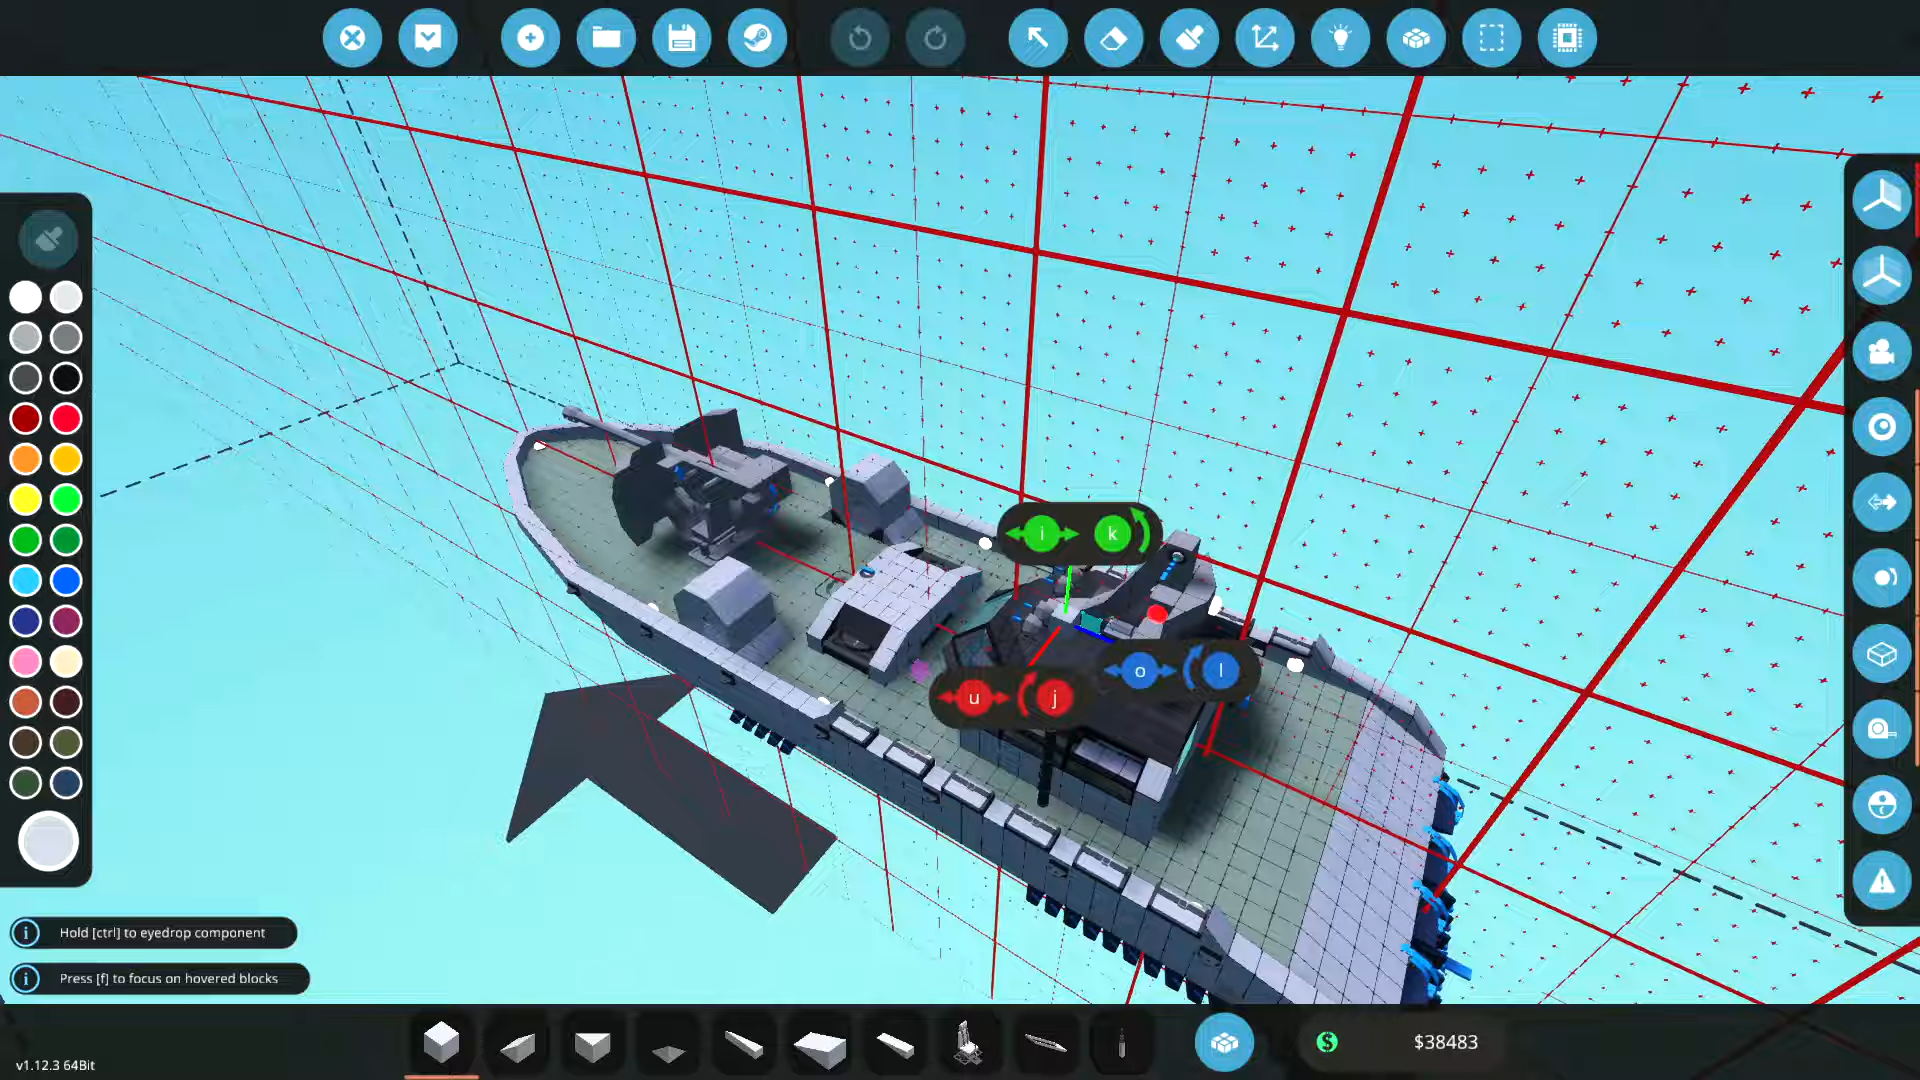 i
k
o
l
u
j
Hold [ctrl] to eyedrop component
Press [f] to focus on hovered blocks
$38483
v1.12.3 64Bit